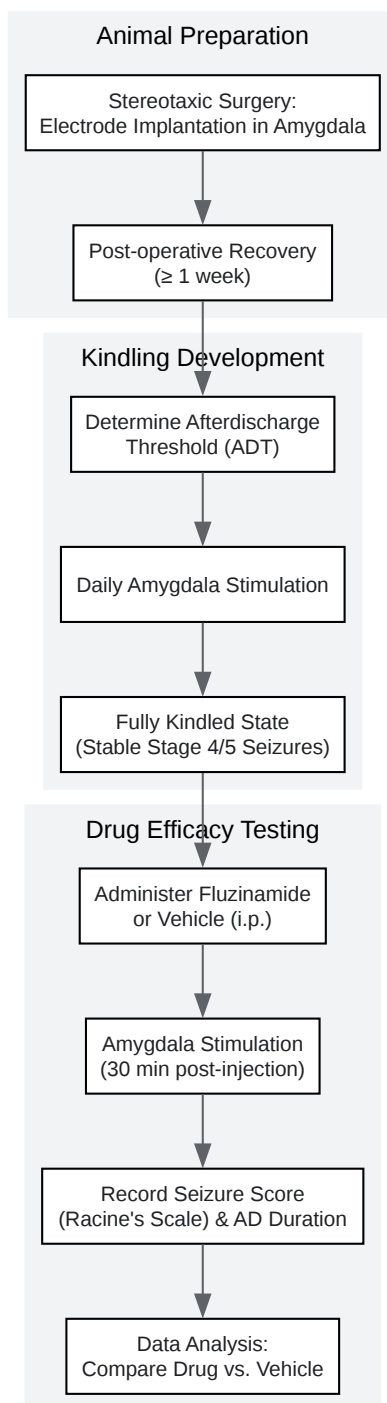 Animal Preparation
Stereotaxic Surgery:
Electrode Implantation in Amygdala
Post-operative Recovery
(≥ 1 week)
Kindling Development
Determine Afterdischarge
Threshold (ADT)
Daily Amygdala Stimulation
Fully Kindled State
(Stable Stage 4/5 Seizures)
Drug Efficacy Testing
Administer Fluzinamide
or Vehicle (i.p.)
Amygdala Stimulation
(30 min post-injection)
Record Seizure Score
(Racine's Scale) & AD Duration
Data Analysis:
Compare Drug vs. Vehicle